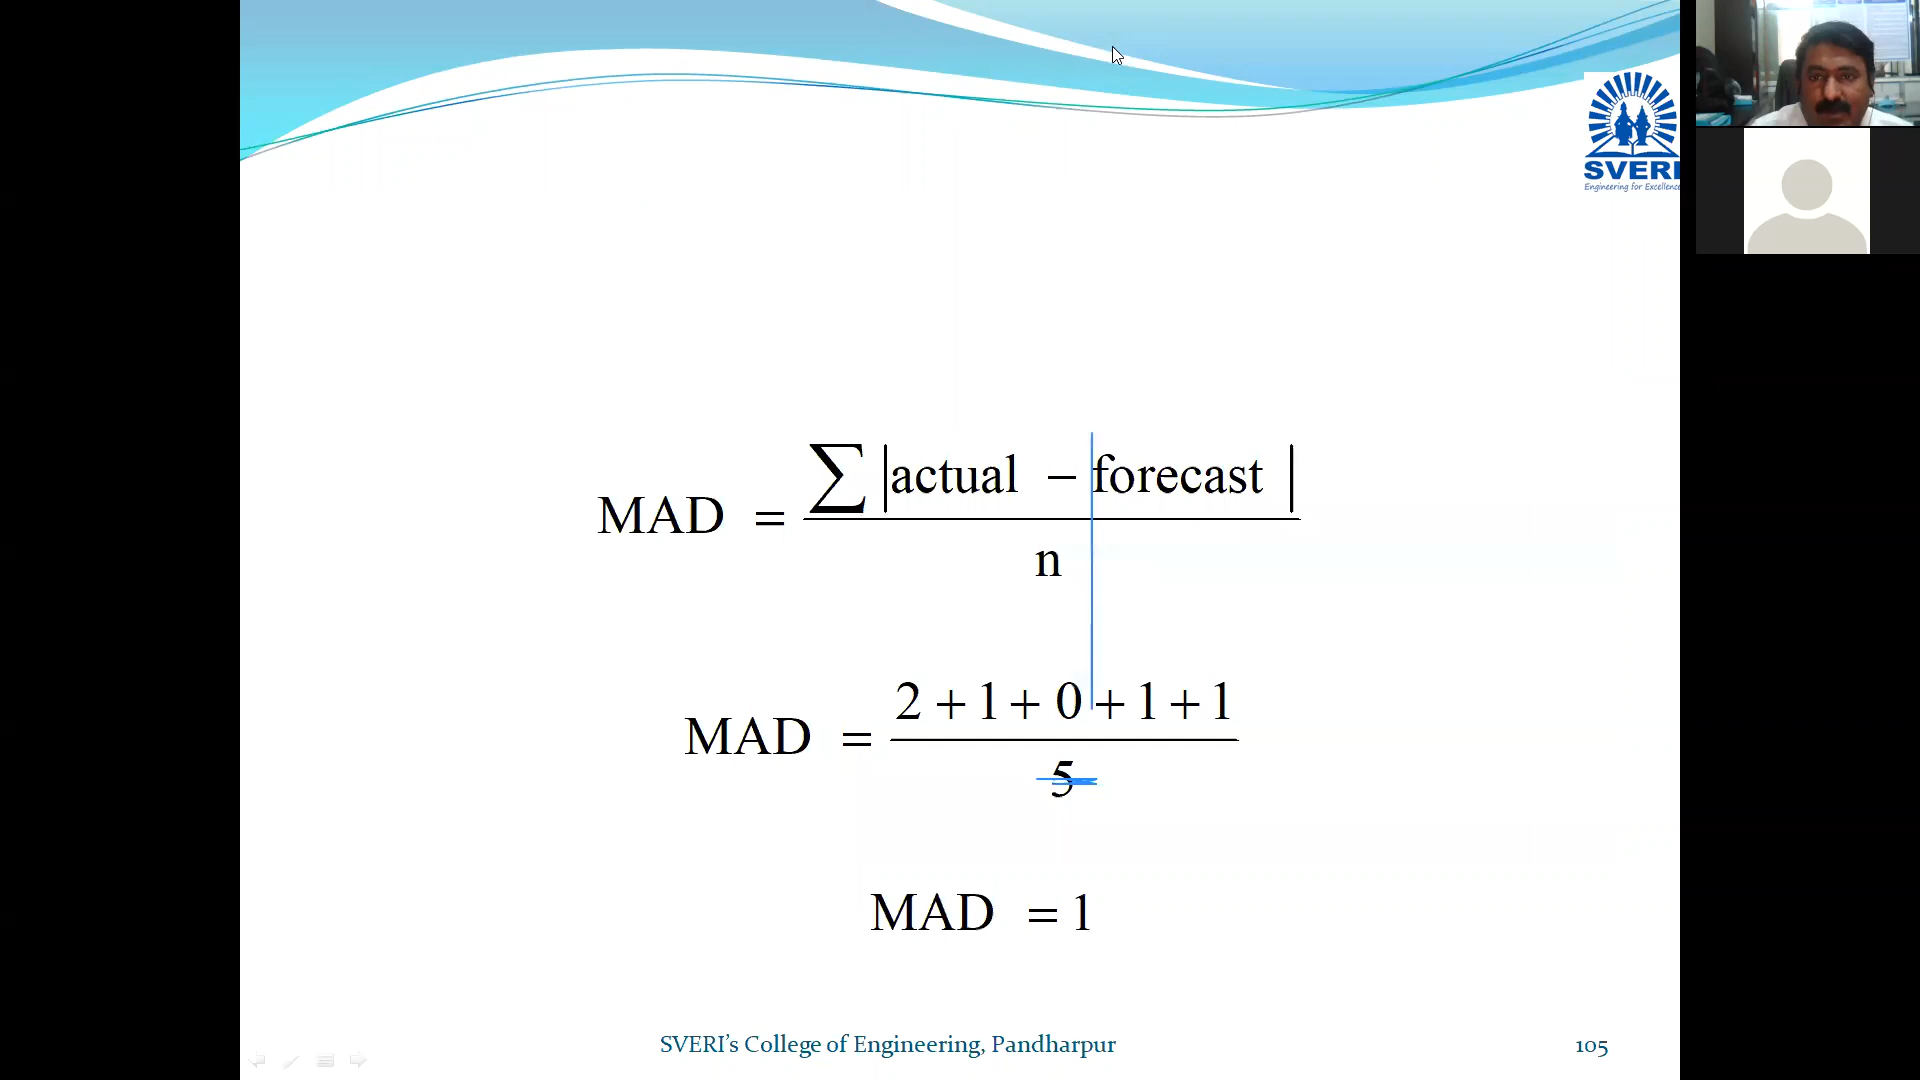 SVERI
Engineering for Excellence
MAD = ∑ |actual − forecast| / n
MAD = 2 + 1 + 0 + 1 + 1 / 5
MAD = 1
SVERI's College of Engineering, Pandharpur
105